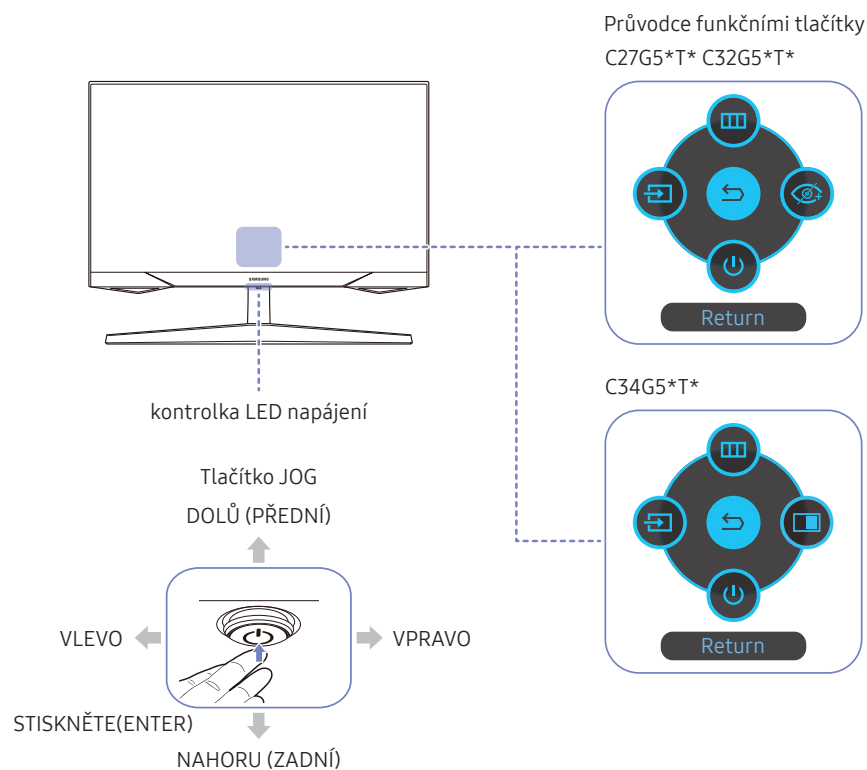 Průvodce funkčními tlačítky
C27G5*T* C32G5*T*
Return
SAMSUNG
kontrolka LED napájení
C34G5*T*
Return
Tlačítko JOG
DOLŮ (PŘEDNÍ)
VLEVO
VPRAVO
STISKNĚTE(ENTER)
NAHORU (ZADNÍ)